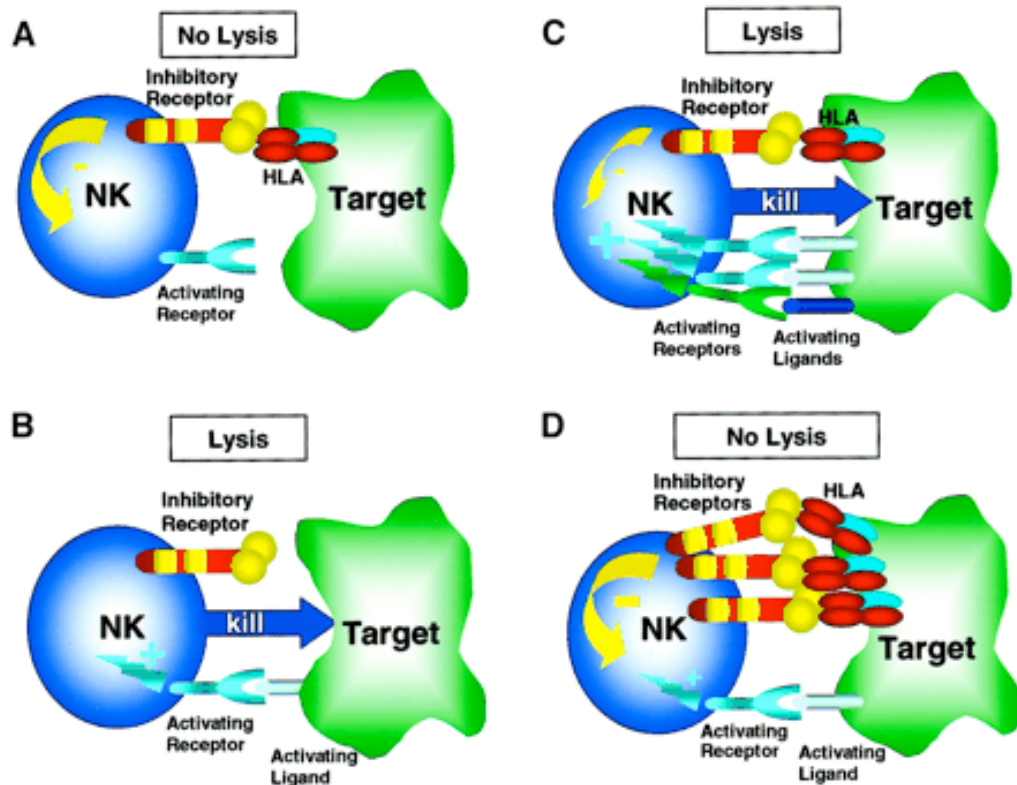 A
No Lysis
Inhibitory
Receptor
HLA
-
NK
Target
Activating
Receptor
B
Lysis
Inhibitory
Receptor
kill
NK
Target
+
Activating
Receptor
Activating
Ligand
C
Lysis
Inhibitory
Receptor
HLA
-
NK
kill
Target
+
Activating
Receptors
Activating
Ligands
D
No Lysis
Inhibitory
Receptors
HLA
-
NK
Target
+
Activating
Receptor
Activating
Ligand